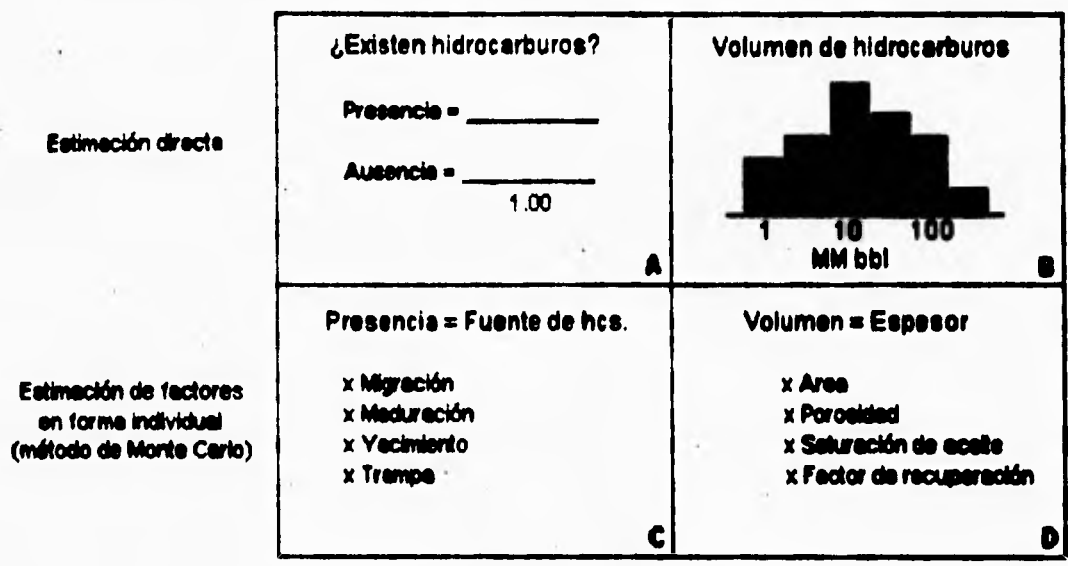 Estimación directa
¿Existen hidrocarburos?
Presencia =
Ausencia =
1.00
A
Volumen de hidrocarburos
1 10 100
MM bbl
B
Estimación de factores
en forma individual
(método de Monte Carlo)
Presencia = Fuente de hcs.
x Migración
x Maduración
x Yacimiento
x Trampa
C
Volumen = Espesor
x Area
x Porosidad
x Saturación de aceite
x Factor de recuperación
D